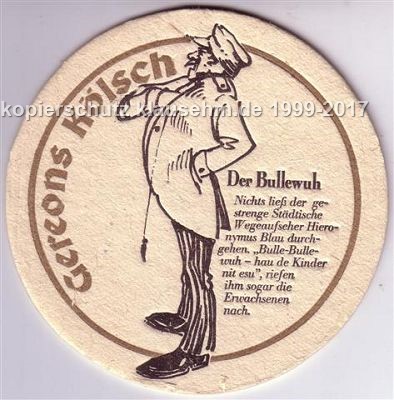 Gereons Kölsch
kopierschutz klausehm.de 1999-2017
Der Bullewuh
Nichts ließ der ge-
strenge Städtische
Wegeaufseher Hiero-
nymus Blau durch-
gehen. „Bulle-Bulle-
wuh - hau de Kinder
nit esu", riefen
ihm sogar die
Erwachsenen
nach.